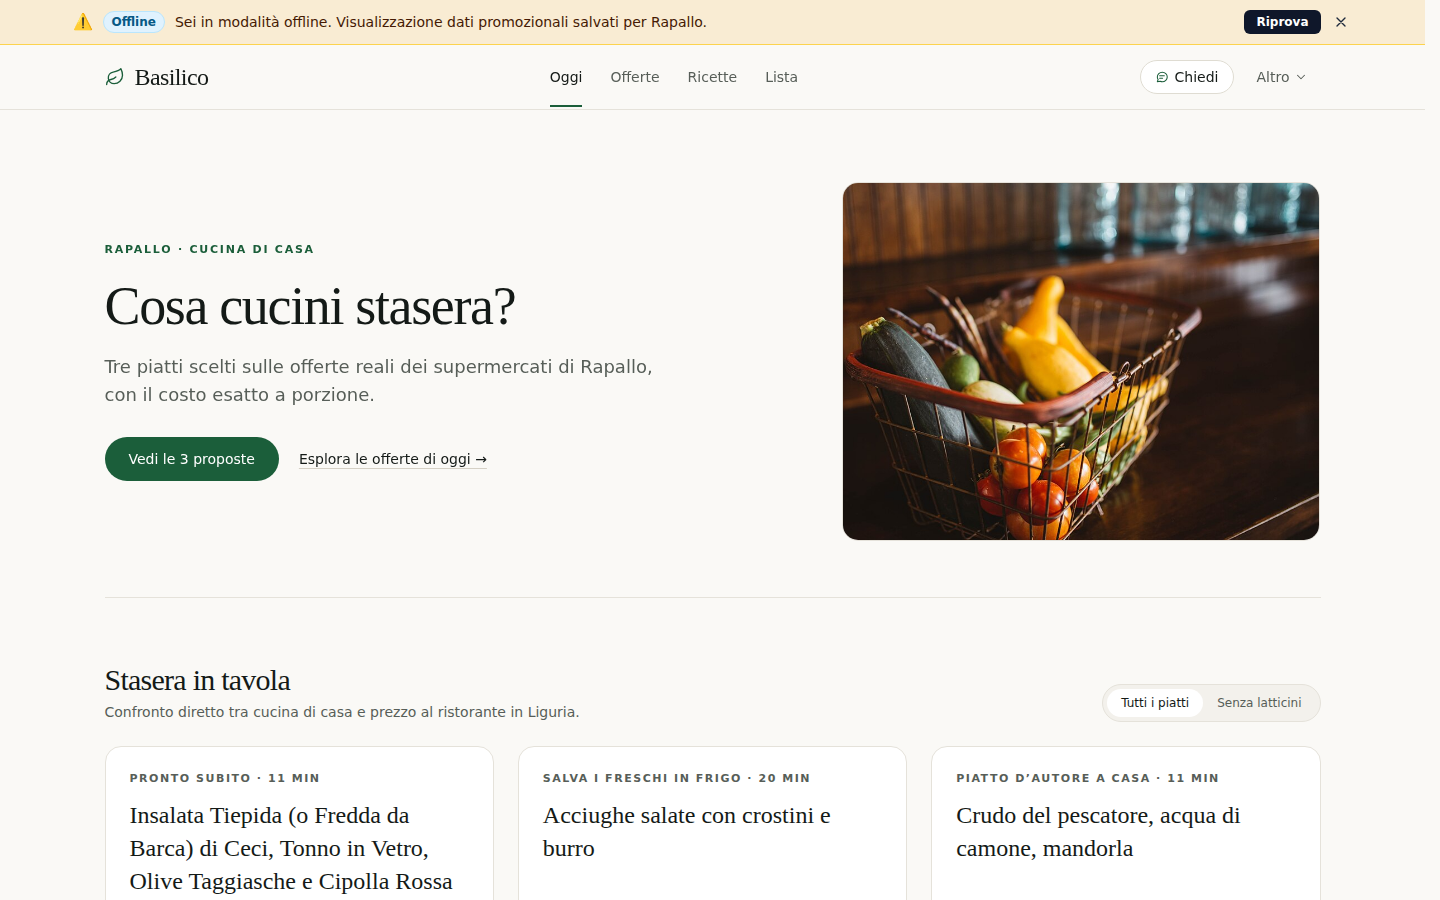 ⚠️ Offline Sei in modalità offline. Visualizzazione dati promozionali salvati per Rapallo. Riprova ×
Basilico Oggi Offerte Ricette Lista Chiedi Altro
RAPALLO · CUCINA DI CASA
Cosa cucini stasera?
Tre piatti scelti sulle offerte reali dei supermercati di Rapallo,
con il costo esatto a porzione.
Vedi le 3 proposte Esplora le offerte di oggi →
Stasera in tavola
Confronto diretto tra cucina di casa e prezzo al ristorante in Liguria.
Tutti i piatti Senza latticini
PRONTO SUBITO · 11 MIN
Insalata Tiepida (o Fredda da
Barca) di Ceci, Tonno in Vetro,
Olive Taggiasche e Cipolla Rossa
SALVA I FRESCHI IN FRIGO · 20 MIN
Acciughe salate con crostini e
burro
PIATTO D’AUTORE A CASA · 11 MIN
Crudo del pescatore, acqua di
camone, mandorla